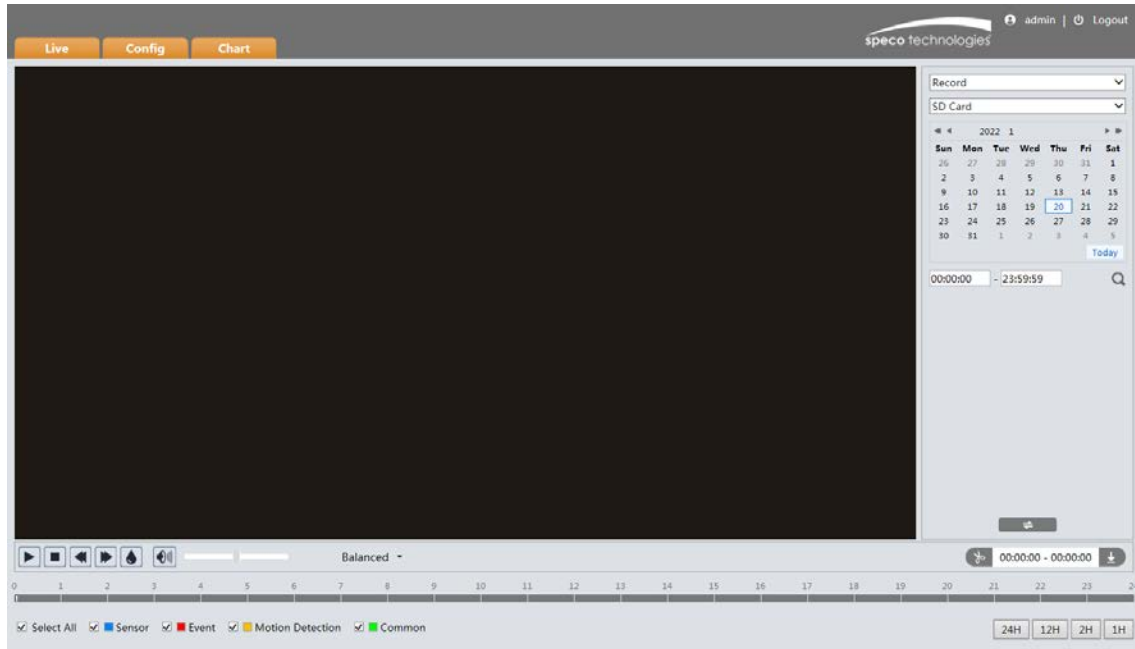 admin | Logout
speco technologies
Live Config Chart
Record
SD Card
2022 1
Sun Mon Tue Wed Thu Fri Sat
26 27 28 29 30 31 1
2 3 4 5 6 7 8
9 10 11 12 13 14 15
16 17 18 19 20 21 22
23 24 25 26 27 28 29
30 31 1 2 3 4 5
Today
00:00:00 - 23:59:59
Balanced
00:00:00 - 00:00:00
0 1 2 3 4 5 6 7 8 9 10 11 12 13 14 15 16 17 18 19 20 21 22 23
Select All Sensor Event Motion Detection Common
24H 12H 2H 1H